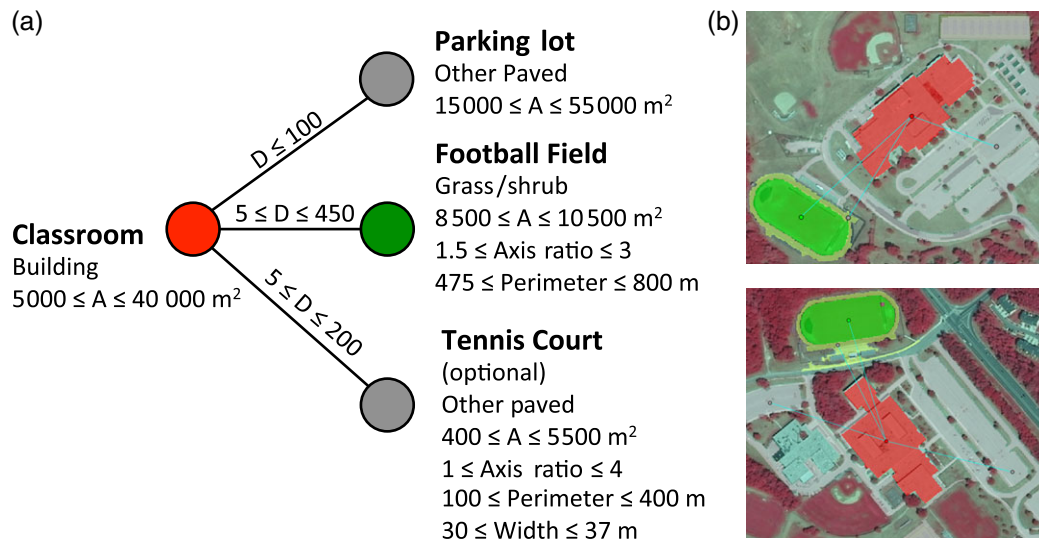 (a)
Parking lot
Other Paved
15000 ≤ A ≤ 55000 m²
D ≤ 100
Football Field
Grass/shrub
8500 ≤ A ≤ 10500 m²
1.5 ≤ Axis ratio ≤ 3
475 ≤ Perimeter ≤ 800 m
5 ≤ D ≤ 450
Classroom
Building
5000 ≤ A ≤ 40 000 m²
5 ≤ D ≤ 200
Tennis Court
(optional)
Other paved
400 ≤ A ≤ 5500 m²
1 ≤ Axis ratio ≤ 4
100 ≤ Perimeter ≤ 400 m
30 ≤ Width ≤ 37 m
(b)